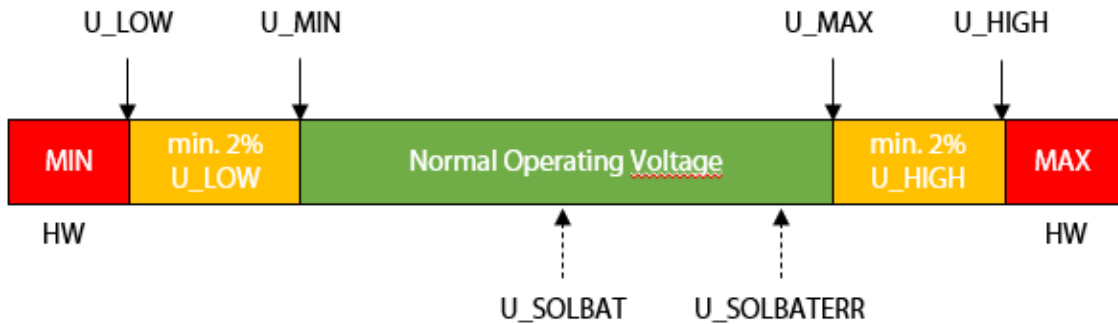 U_LOW U_MIN U_MAX U_HIGH
MIN min. 2% U_LOW Normal Operating Voltage min. 2% U_HIGH MAX
HW HW
U_SOLBAT U_SOLBATERR